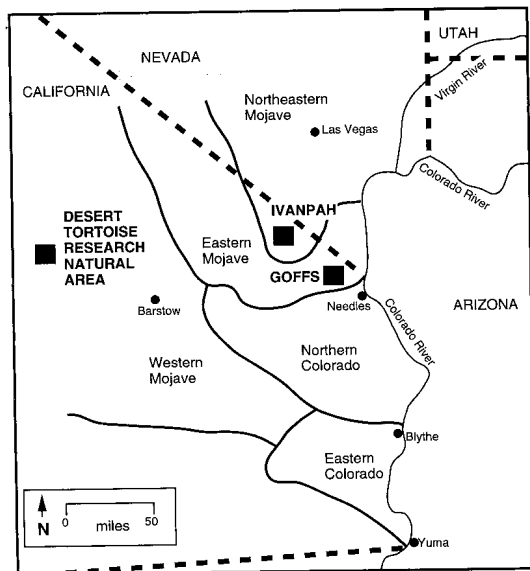 UTAH
NEVADA
Virgin River
CALIFORNIA
Northeastern
Mojave
Las Vegas
Colorado River
IVANPAH
DESERT
TORTOISE
RESEARCH
NATURAL
AREA
Eastern
Mojave
GOFFS
Barstow
Needles
ARIZONA
Colorado River
Northern
Colorado
Western
Mojave
Blythe
Eastern
Colorado
N
0 50
miles
Yuma